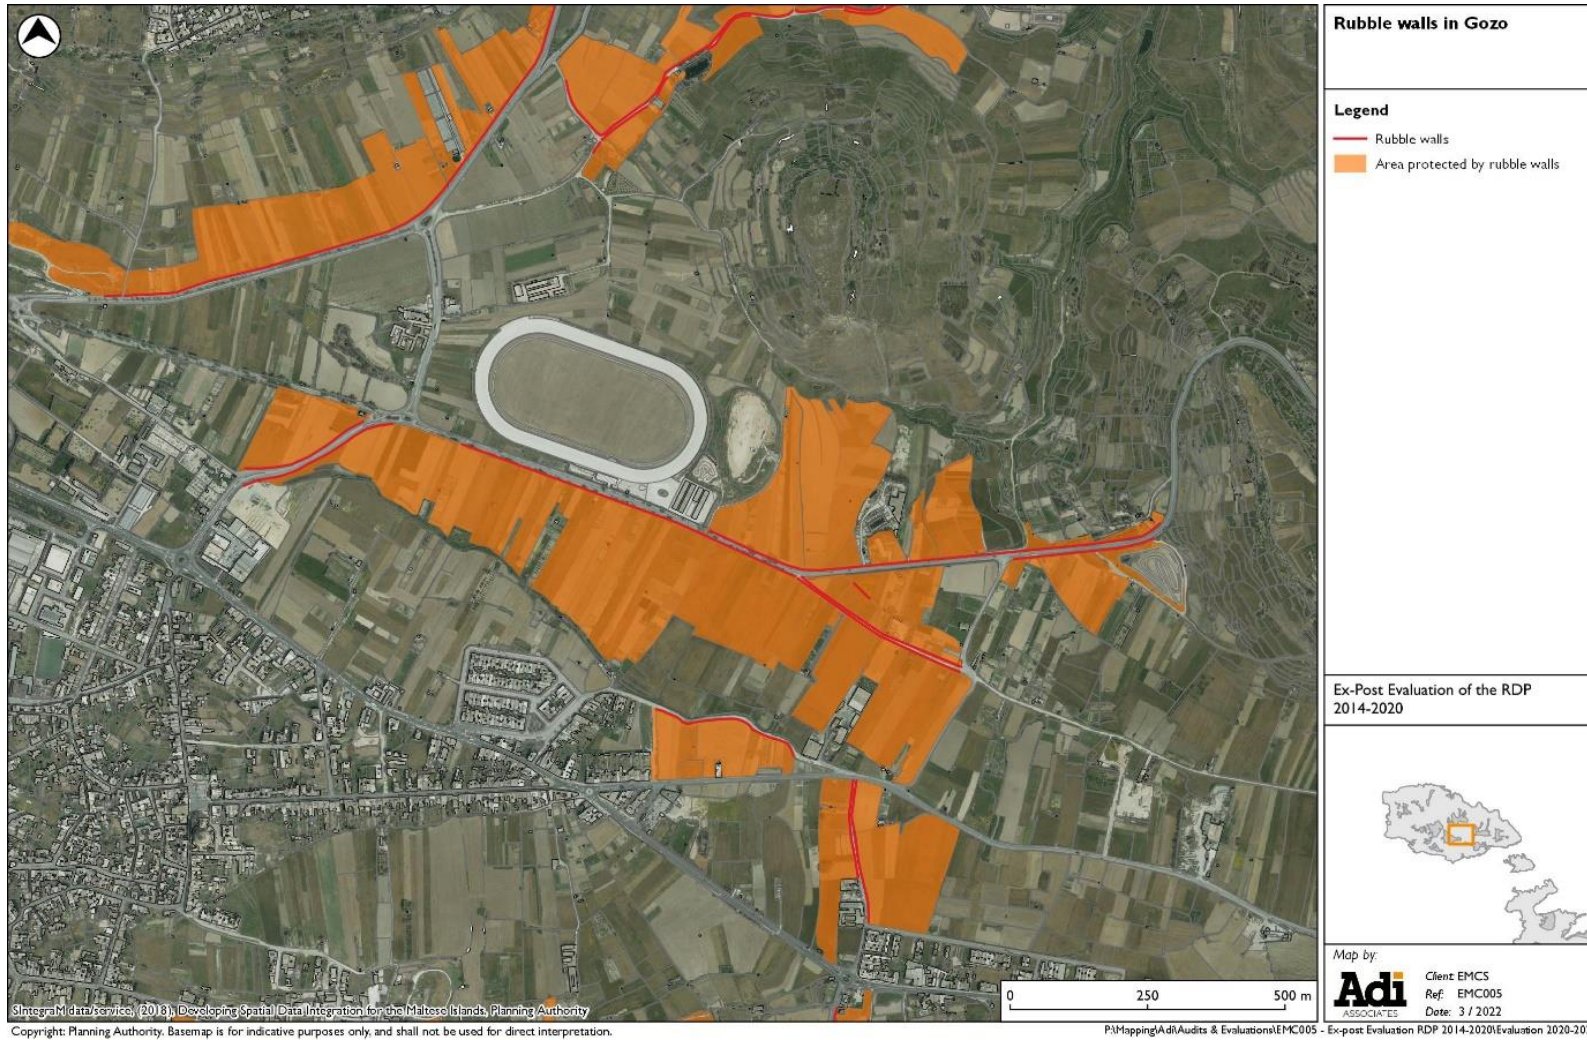 Rubble walls in Gozo
Legend
Rubble walls
Area protected by rubble walls
Ex-Post Evaluation of the RDP
2014-2020
Map by:
Adi
ASSOCIATES
Client: EMCS
Ref: EMC005
Date: 3 / 2022
0 250 500 m
SIntegraM data/service, (2018), Developing Spatial Data Integration for the Maltese Islands, Planning Authority
Copyright: Planning Authority. Basemap is for indicative purposes only, and shall not be used for direct interpretation.
P:\Mapping\Adi\Audits & Evaluations\EMC005 - Ex-post Evaluation RDP 2014-2020\Evaluation 2020-20